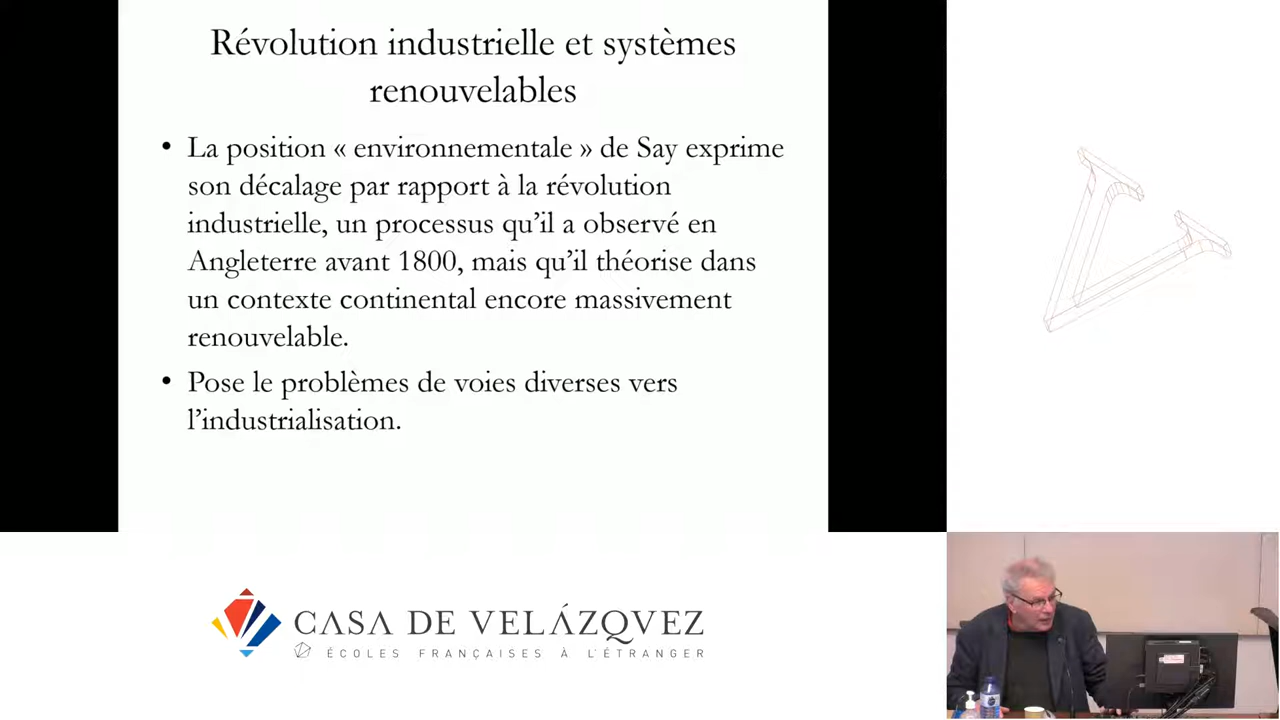 Révolution industrielle et systèmes
renouvelables
• La position « environnementale » de Say exprime
son décalage par rapport à la révolution
industrielle, un processus qu’il a observé en
Angleterre avant 1800, mais qu’il théorise dans
un contexte continental encore massivement
renouvelable.
• Pose le problèmes de voies diverses vers
l’industrialisation.
CASA DE VELÁZQVEZ
ÉCOLES FRANÇAISES À L'ÉTRANGER